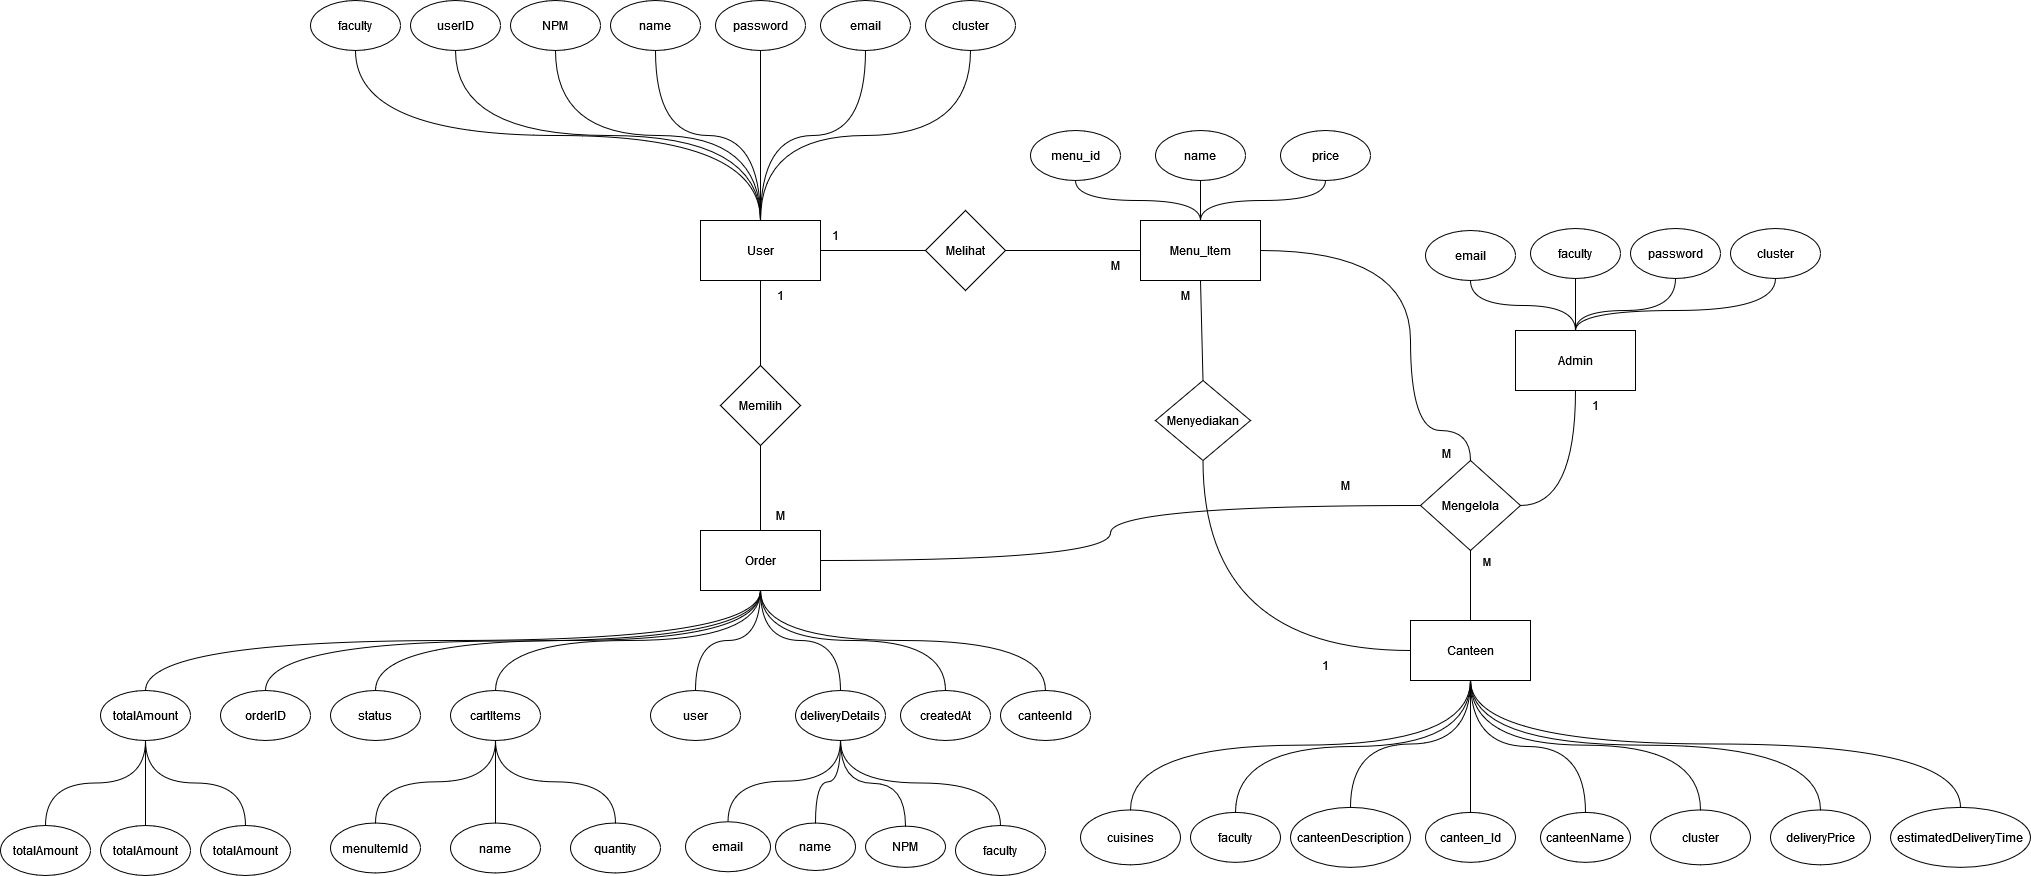 faculty
userID
NPM
name
password
email
cluster
menu_id
name
price
User
1
Melihat
M
Menu_Item
email
faculty
password
cluster
1
M
Admin
1
Memilih
Menyediakan
M
M
Mengelola
M
Order
M
Canteen
1
totalAmount
orderID
status
cartItems
user
deliveryDetails
createdAt
canteenId
totalAmount
totalAmount
totalAmount
menuItemId
name
quantity
email
name
NPM
faculty
cuisines
faculty
canteenDescription
canteen_Id
canteenName
cluster
deliveryPrice
estimatedDeliveryTime